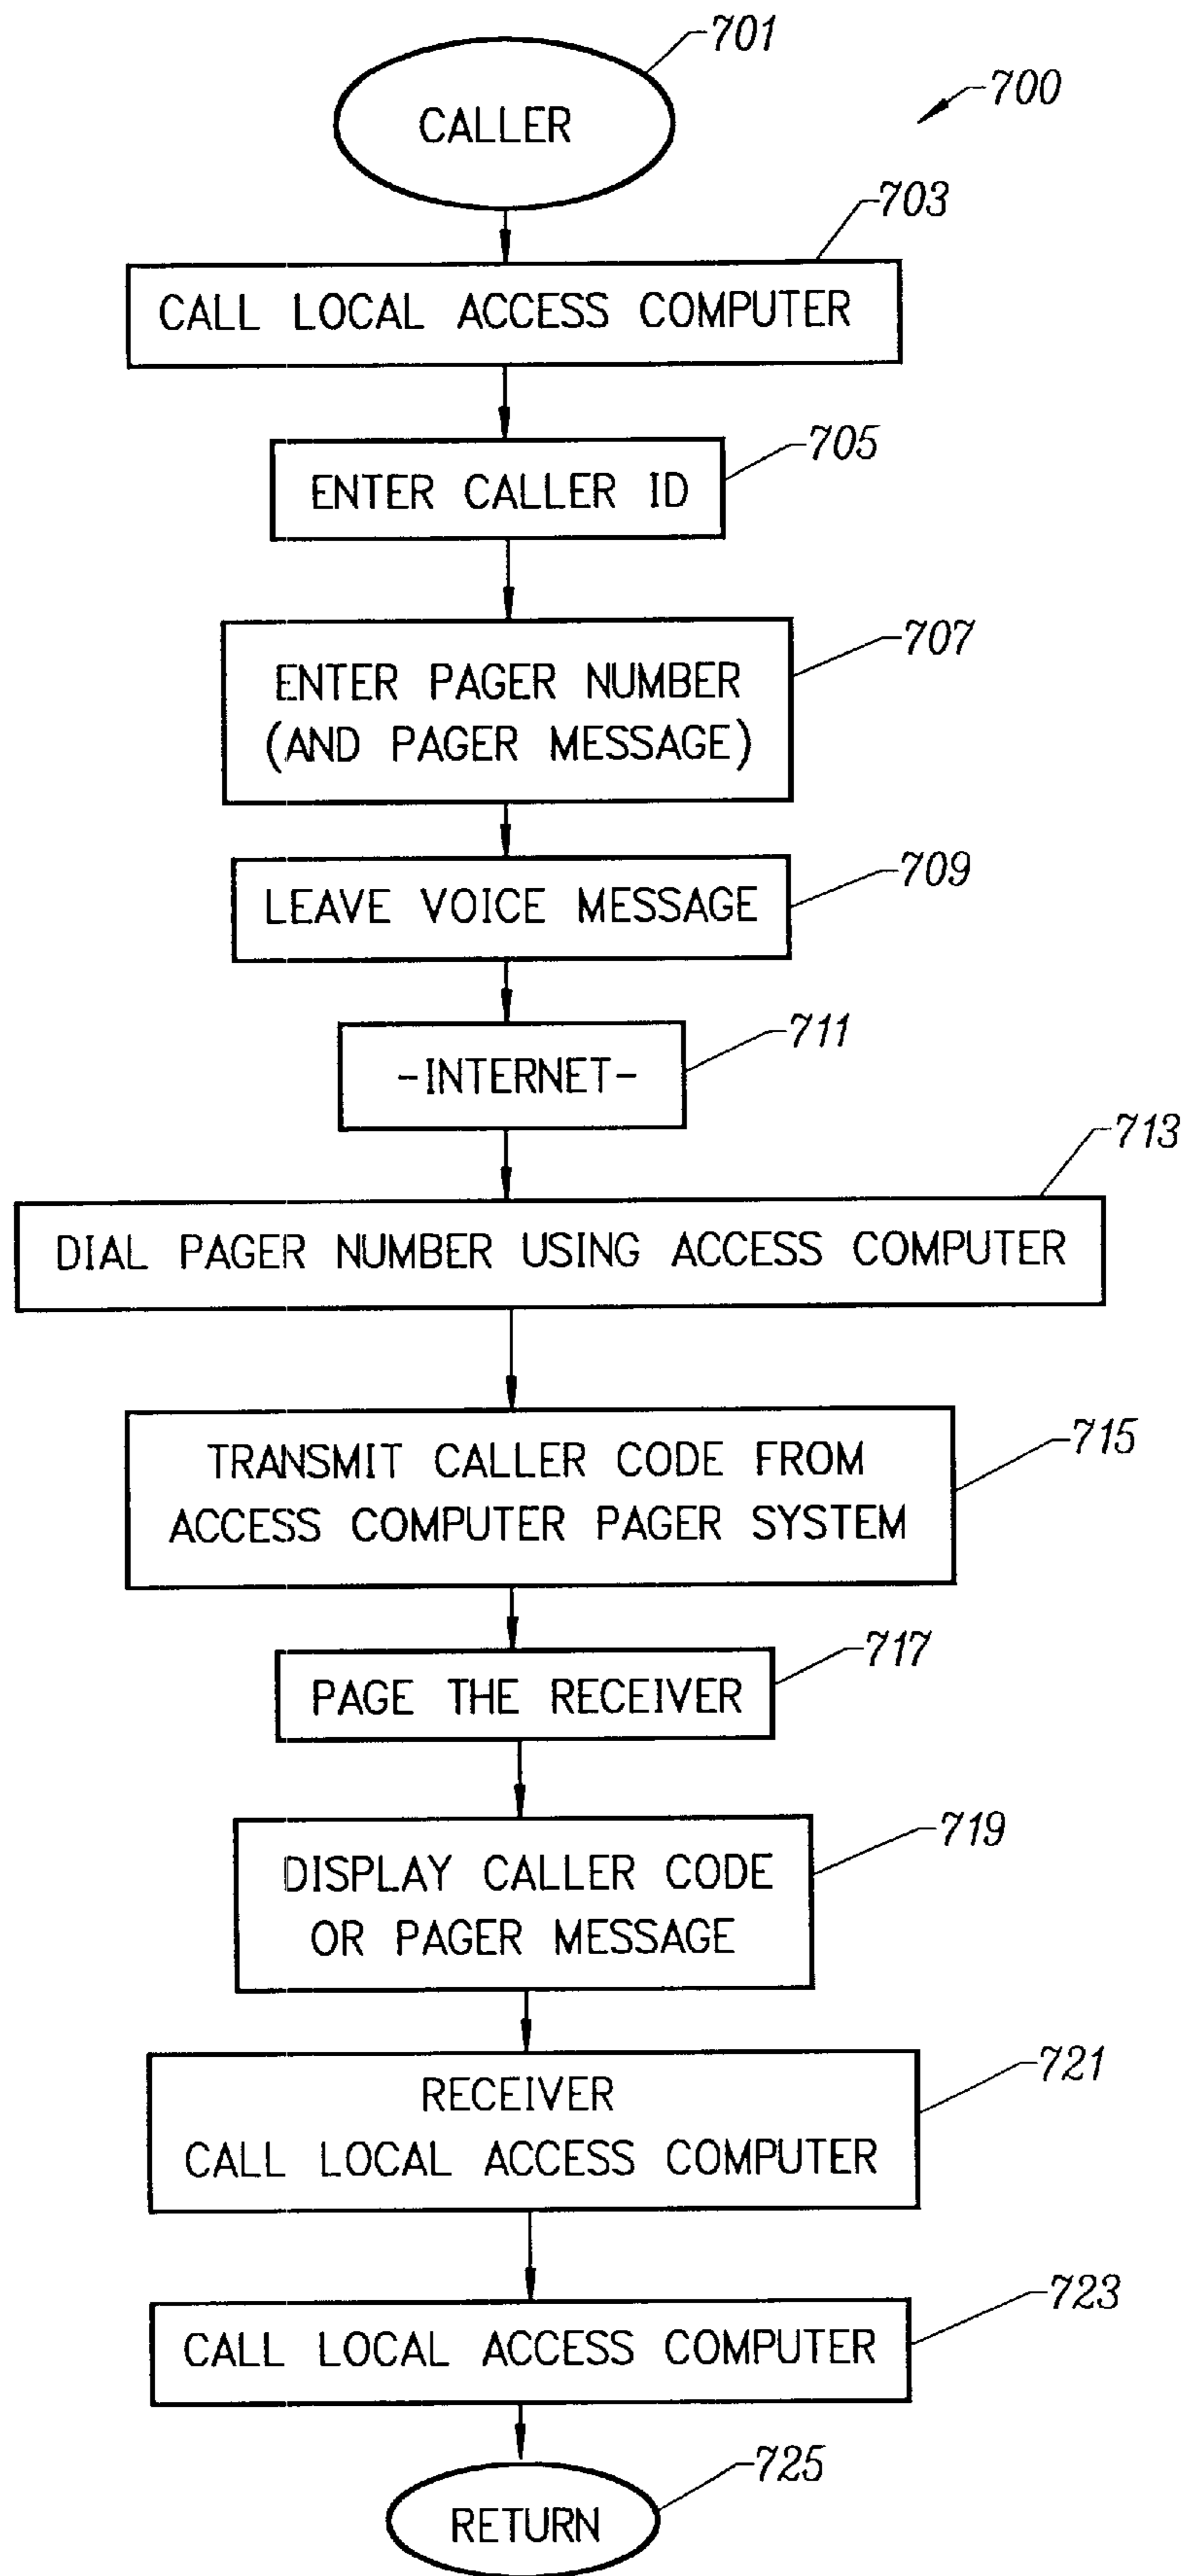 701
CALLER
700
703
CALL LOCAL ACCESS COMPUTER
705
ENTER CALLER ID
707
ENTER PAGER NUMBER
(AND PAGER MESSAGE)
709
LEAVE VOICE MESSAGE
711
-INTERNET-
713
DIAL PAGER NUMBER USING ACCESS COMPUTER
715
TRANSMIT CALLER CODE FROM
ACCESS COMPUTER PAGER SYSTEM
717
PAGE THE RECEIVER
719
DISPLAY CALLER CODE
OR PAGER MESSAGE
721
RECEIVER
CALL LOCAL ACCESS COMPUTER
723
CALL LOCAL ACCESS COMPUTER
725
RETURN